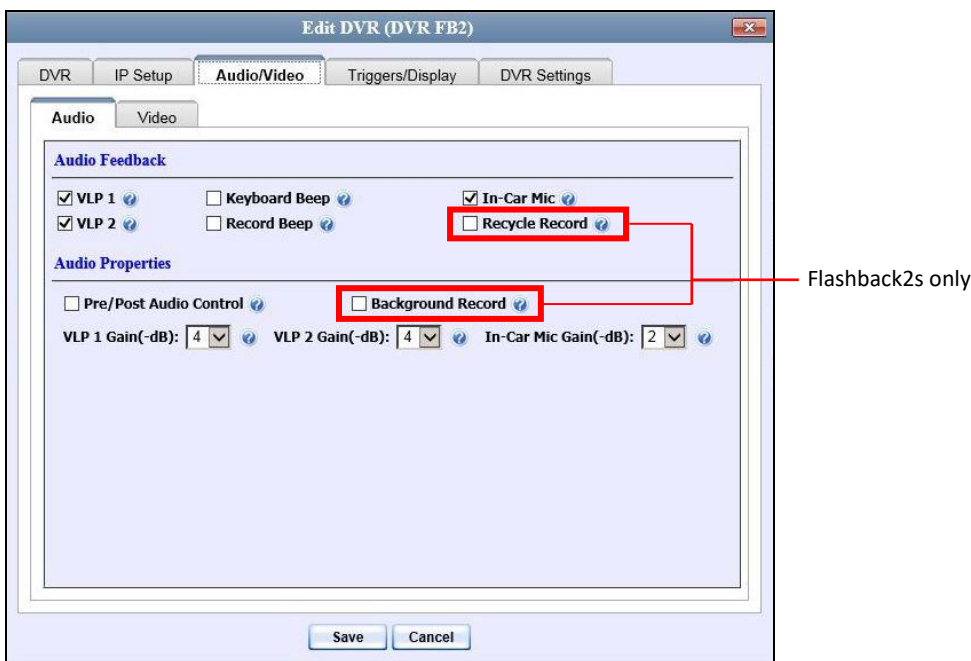 Edit DVR (DVR FB2)
DVR IP Setup Audio/Video Triggers/Display DVR Settings
Audio Video
Audio Feedback
VLP 1 Keyboard Beep In-Car Mic
VLP 2 Record Beep Recycle Record
Flashback2s only
Audio Properties
Pre/Post Audio Control Background Record
VLP 1 Gain(-dB): 4 VLP 2 Gain(-dB): 4 In-Car Mic Gain(-dB): 2
Save Cancel